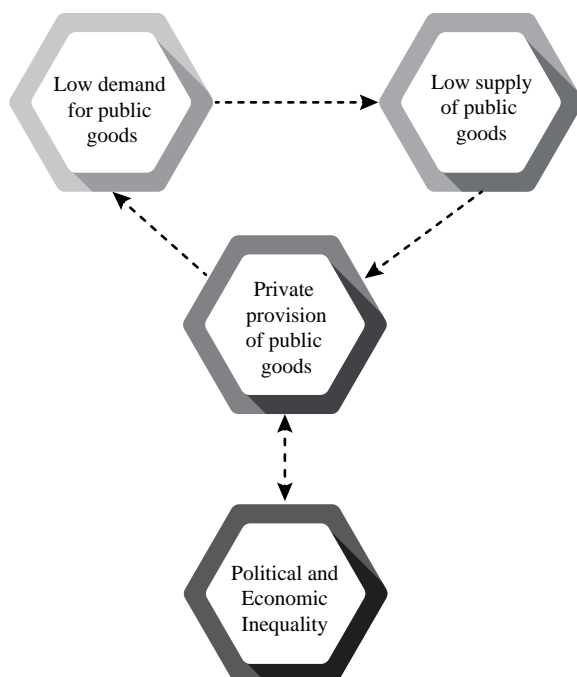 Low demand
for public
goods
Low supply
of public
goods
Private
provision
of public
goods
Political and
Economic
Inequality